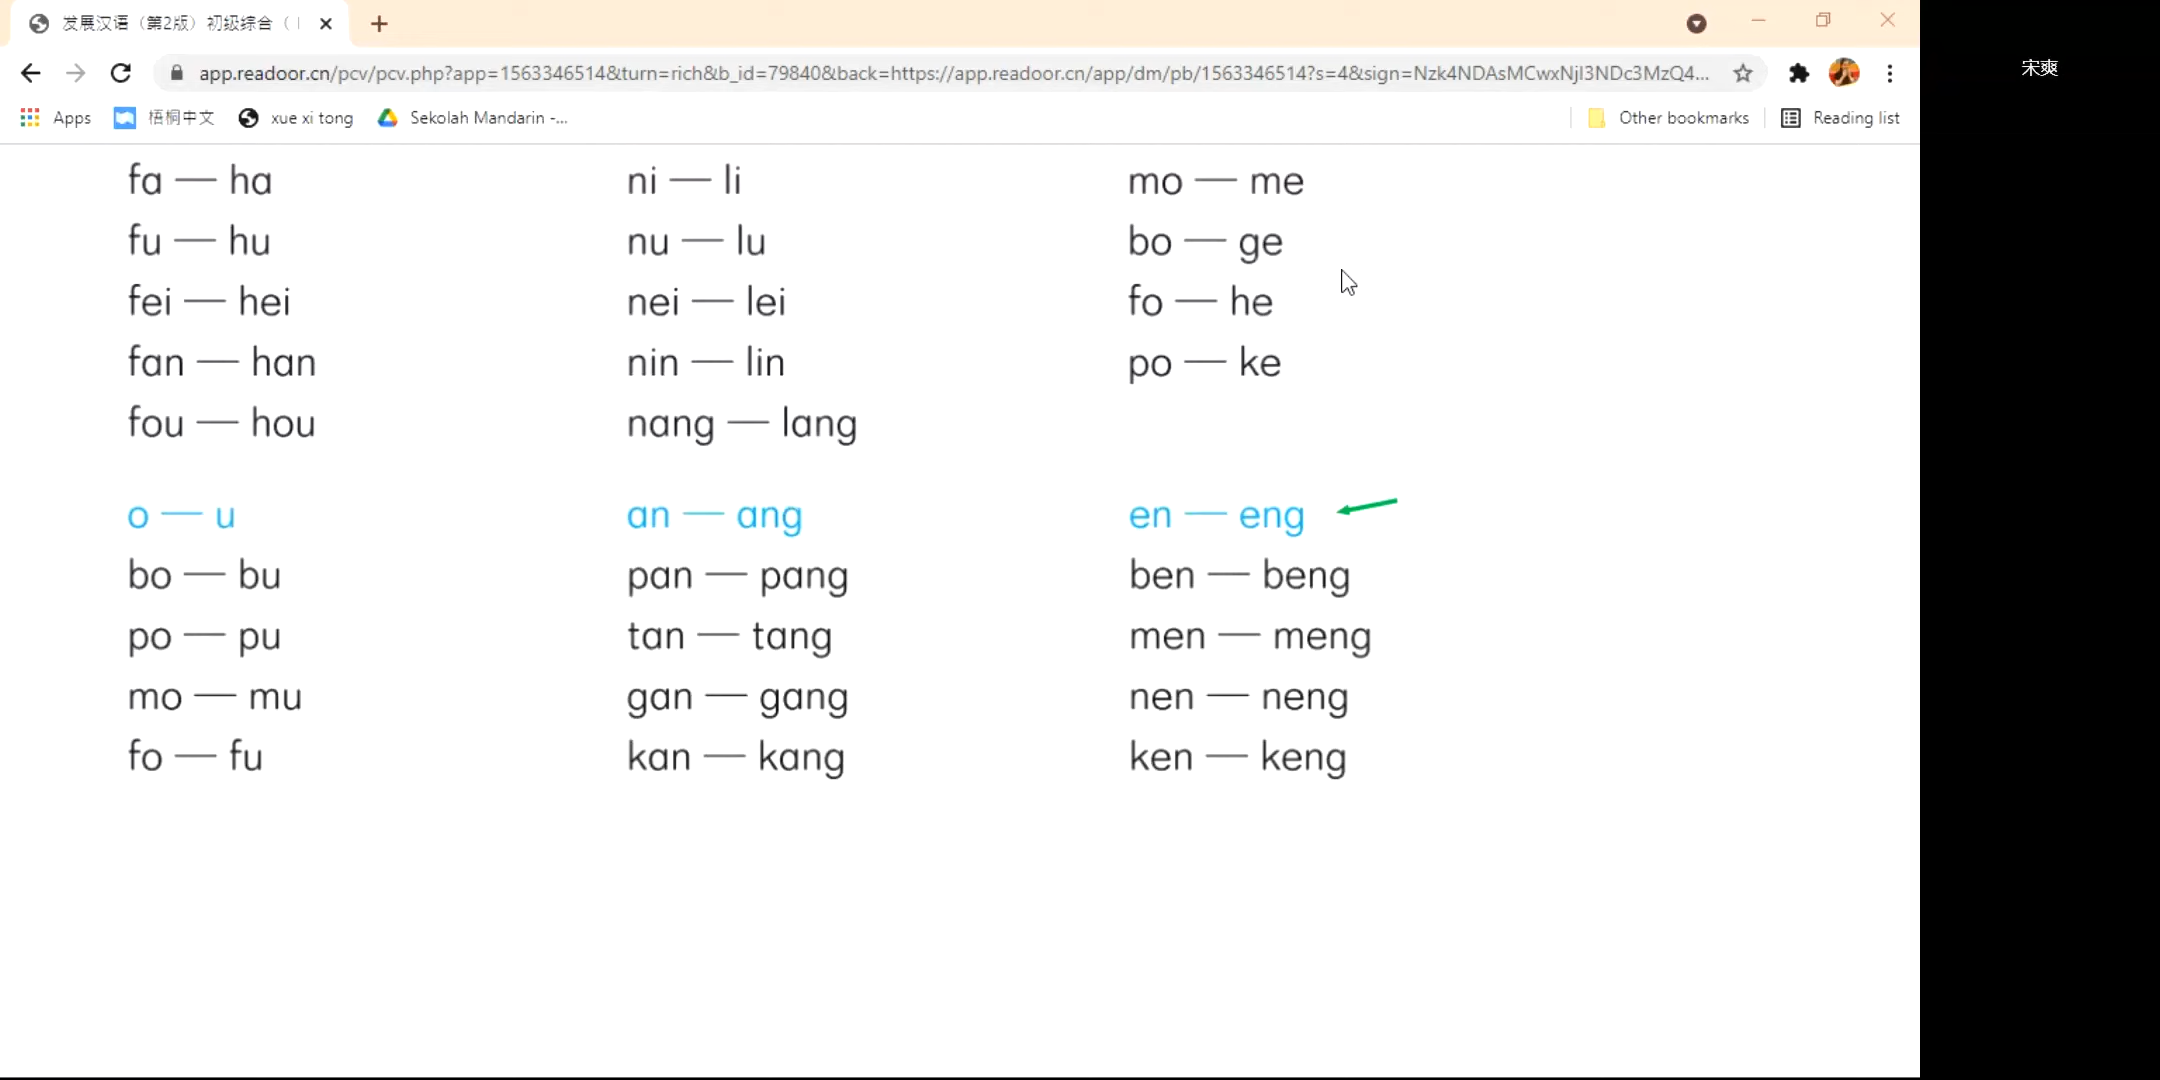 发展汉语（第2版）初级综合（Ⅰ
app.readoor.cn/pcv/pcv.php?app=1563346514&turn=rich&b_id=79840&back=https://app.readoor.cn/app/dm/pb/1563346514?s=4&sign=Nzk4NDAsMCwxNjI3NDc3MzQ4...
宋爽
Apps 梧桐中文 xue xi tong Sekolah Mandarin -... Other bookmarks Reading list
fa — ha
fu — hu
fei — hei
fan — han
fou — hou
ni — li
nu — lu
nei — lei
nin — lin
nang — lang
mo — me
bo — ge
fo — he
po — ke
o — u
bo — bu
po — pu
mo — mu
fo — fu
an — ang
pan — pang
tan — tang
gan — gang
kan — kang
en — eng
ben — beng
men — meng
nen — neng
ken — keng